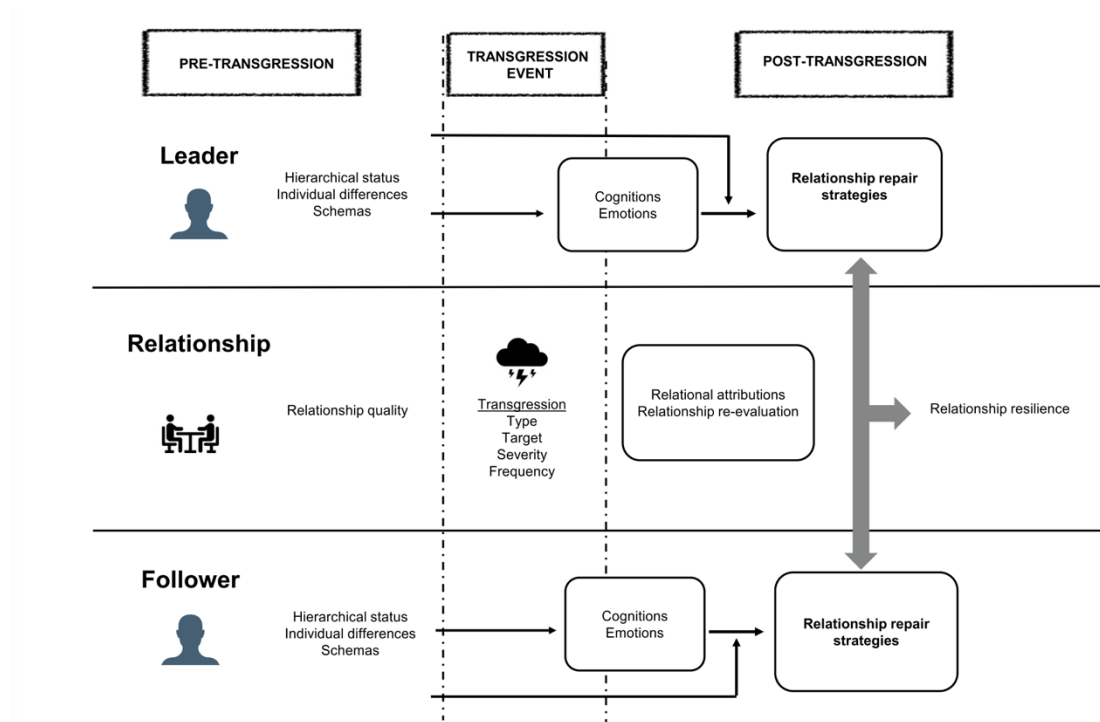 PRE-TRANSGRESSION
TRANSGRESSION
EVENT
POST-TRANSGRESSION
Leader
Hierarchical status
Individual differences
Schemas
Cognitions
Emotions
Relationship repair
strategies
Relationship
Relationship quality
Transgression
Type
Target
Severity
Frequency
Relational attributions
Relationship re-evaluation
Relationship resilience
Follower
Hierarchical status
Individual differences
Schemas
Cognitions
Emotions
Relationship repair
strategies